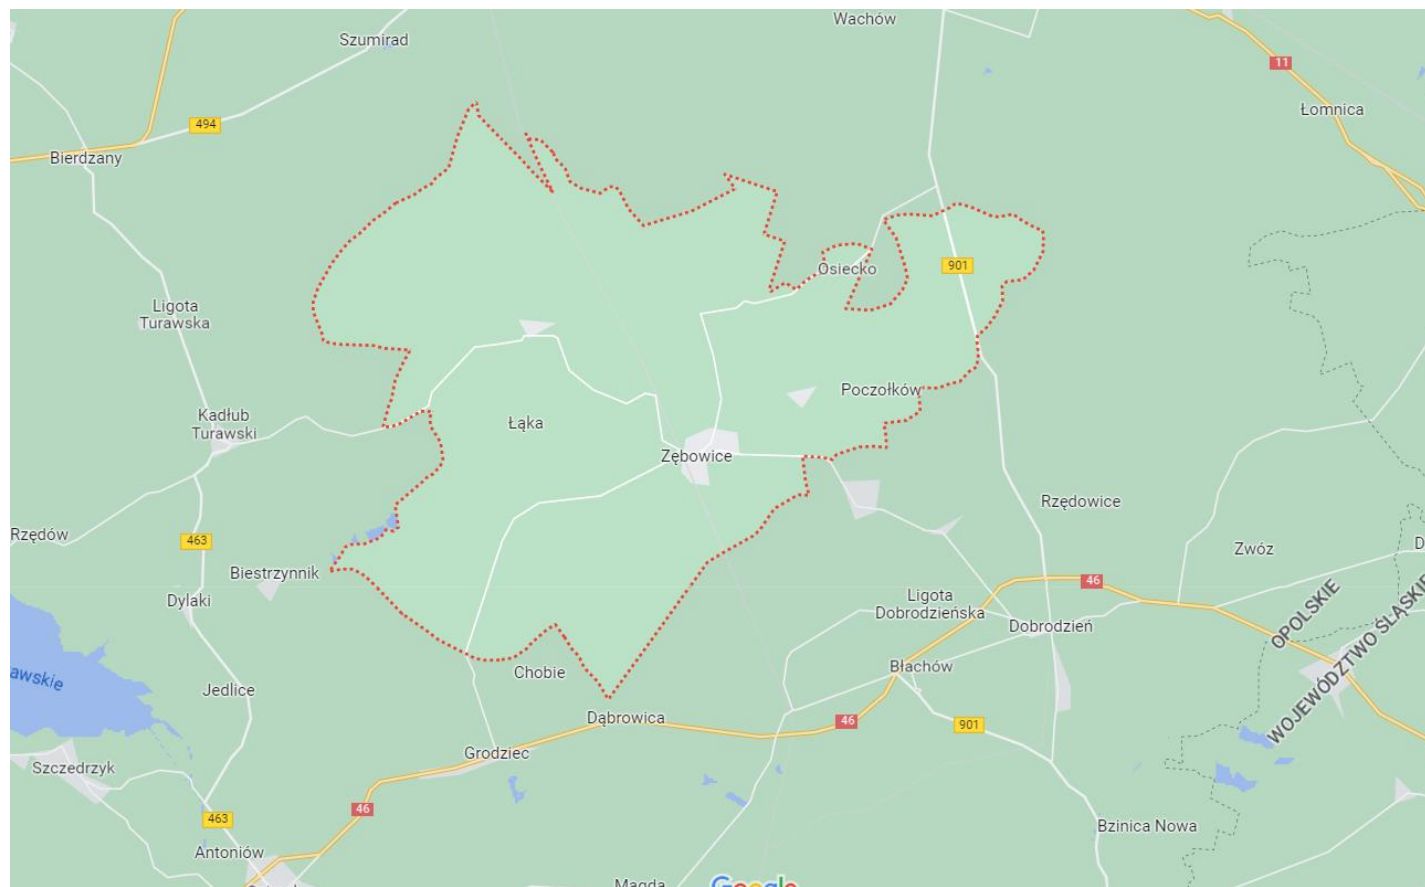 Wachów
Szumirad
11
Łomnica
494
Bierdzany
Osiecko
901
Ligota
Turawska
Poczołków
Kadłub
Turawski
Łąka
Zębowice
Rzędowice
Rzędów
463
Zwóz
Biestrzynnik
46
Dylaki
Ligota
Dobrodzieńska
OPOLSKIE
WOJEWÓDZTWO ŚLĄSKIE
Dobrodzień
Chobie
Błachów
awskie
Jedlice
Dąbrowica
46
901
Grodziec
Szczedrzyk
46
463
Bzinica Nowa
Antoniów
Magda
Google